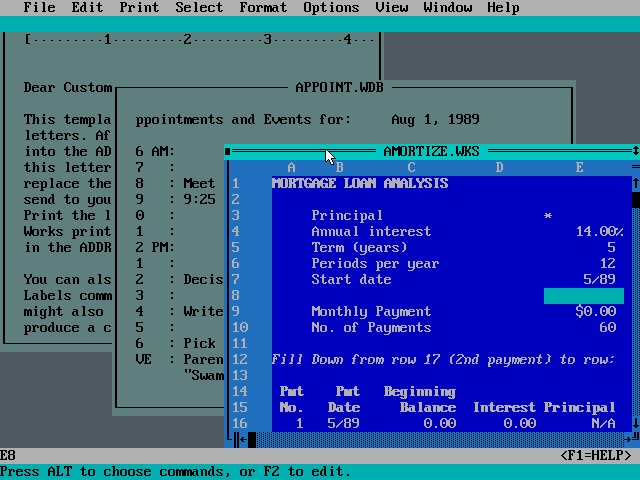 File Edit Print Select Format Options View Window Help
[.........1.........2.........3.........4...
Dear Custom
This templa
letters. Af
into the AD
this letter
replace the
send to you
Print the l
Works print
in the ADDR
You can als
Labels comm
might also
produce a c
APPOINT.WDB
ppointments and Events for: Aug 1, 1989
6 AM:
7 :
8 : Meet
9 : 9:25
0 :
1 :
2 PM:
1 :
2 : Decis
3 :
4 : Write
5 :
6 : Pick
VE : Paren
"Swam
AMORTIZE.WKS
A B C D E
1 MORTGAGE LOAN ANALYSIS
2
3 Principal *
4 Annual interest 14.00%
5 Term (years) 5
6 Periods per year 12
7 Start date 5/89
8
9 Monthly Payment $0.00
10 No. of Payments 60
11
12 Fill Down from row 17 (2nd payment) to row:
13
14 Pmt Pmt Beginning
15 No. Date Balance Interest Principal
16 1 5/89 0.00 0.00 N/A
E8 <F1=HELP>
Press ALT to choose commands, or F2 to edit.